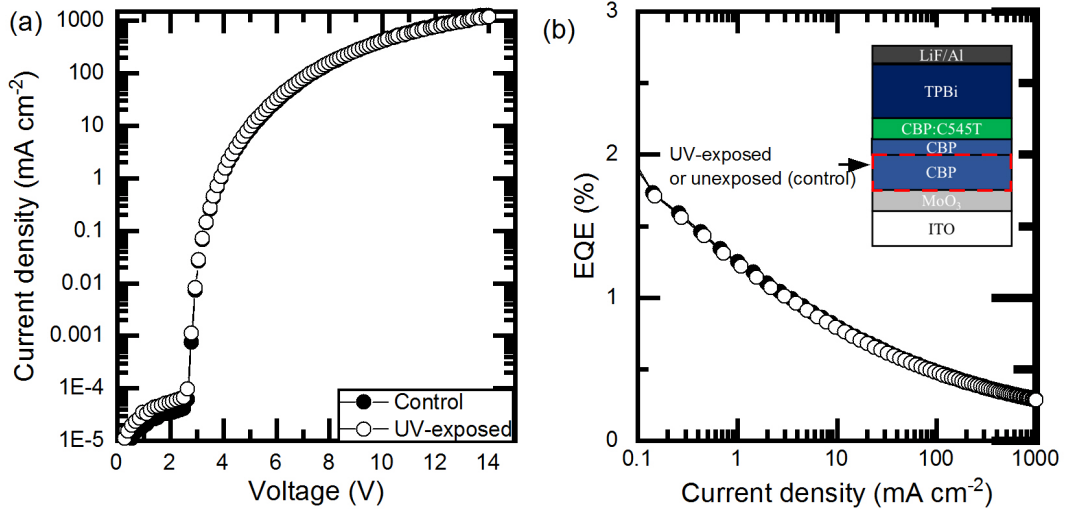 (a)
Current density (mA cm⁻²)
1000
100
10
1
0.1
0.01
0.001
1E-4
1E-5
0 2 4 6 8 10 12 14
Voltage (V)
Control
UV-exposed
(b)
EQE (%)
3
2
1
0
0.1 1 10 100 1000
Current density (mA cm⁻²)
UV-exposed
or unexposed (control)
LiF/Al
TPBi
CBP:C545T
CBP
CBP
MoO₃
ITO